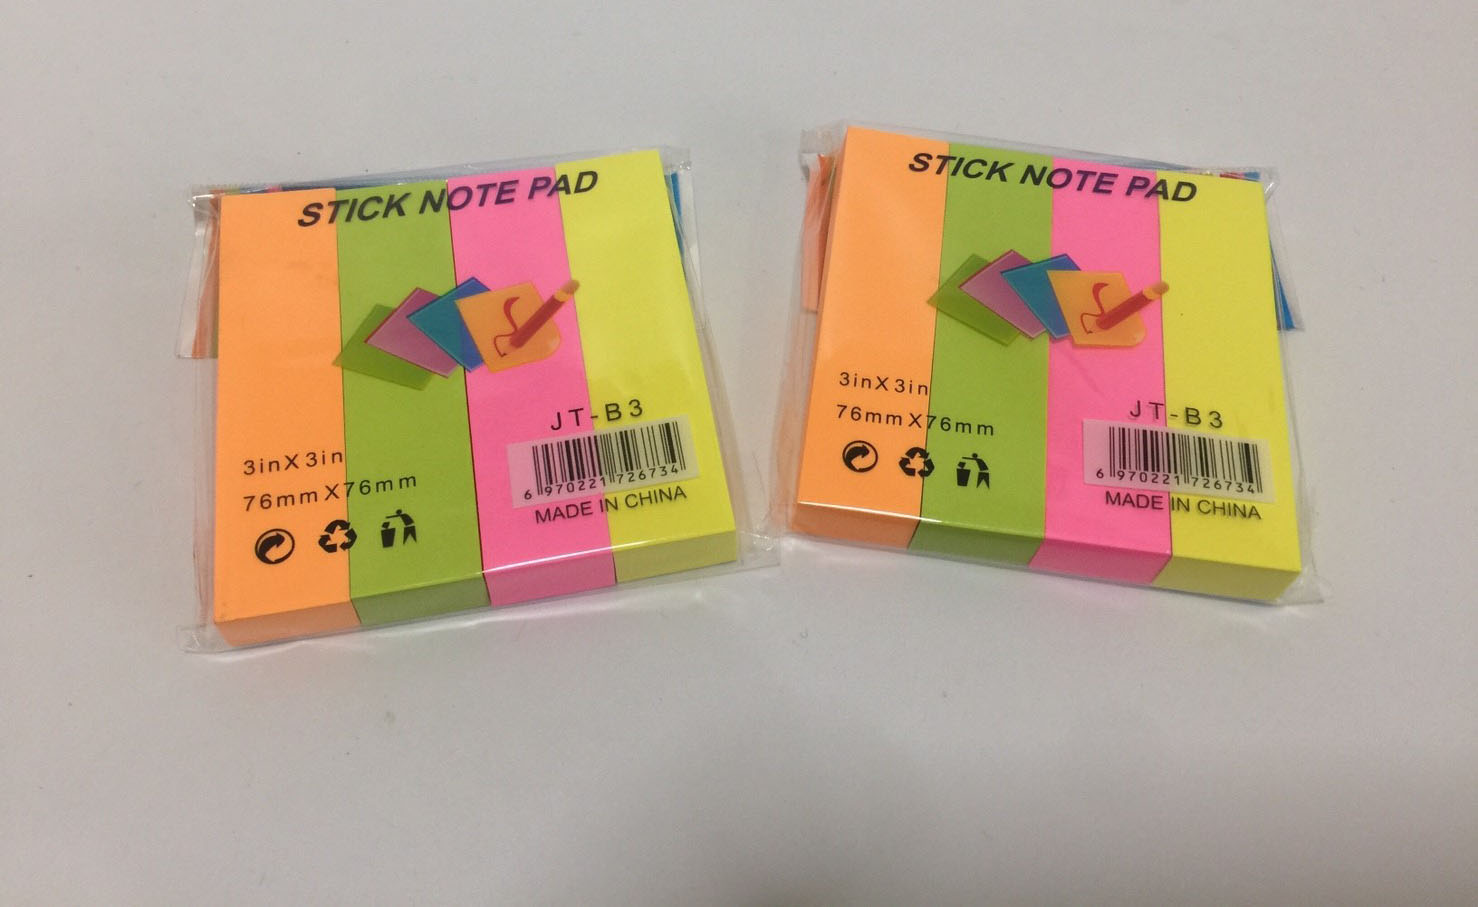 STICK NOTE PAD
3inX3in
76mmX76mm
JT-B3
6 970221 726734
MADE IN CHINA
STICK NOTE PAD
3inX3in
76mmX76mm
JT-B3
6 970221 726734
MADE IN CHINA